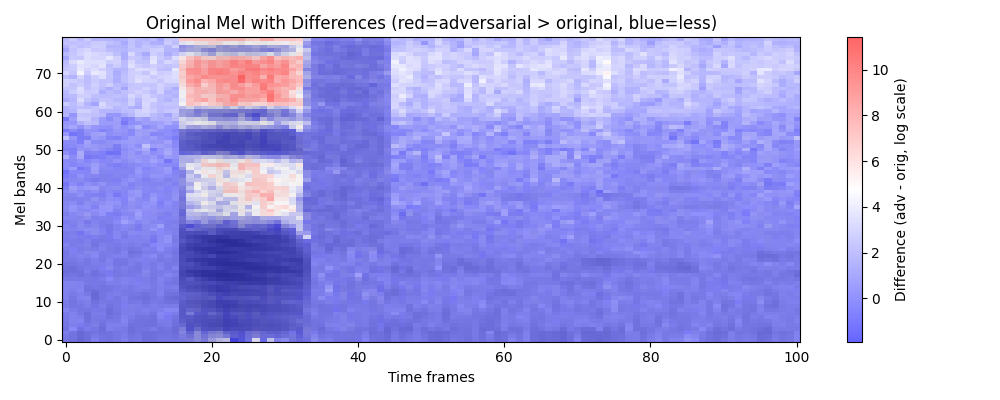 Original Mel with Differences (red=adversarial > original, blue=less)
Mel bands
70
60
50
40
30
20
10
0
0 20 40 60 80 100
Time frames
10
8
6
4
2
0
Difference (adv - orig, log scale)